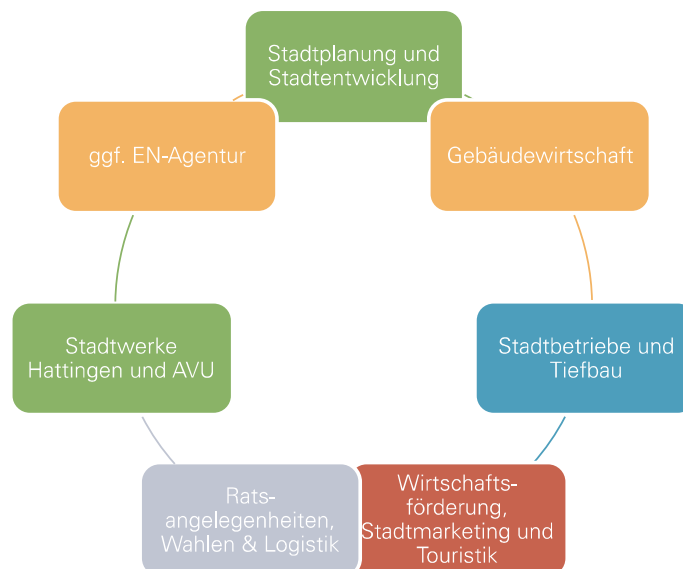 Stadtplanung und
Stadtentwicklung
ggf. EN-Agentur
Gebäudewirtschaft
Stadtwerke
Hattingen und AVU
Stadtbetriebe und
Tiefbau
Rats-
angelegenheiten,
Wahlen & Logistik
Wirtschafts-
förderung,
Stadtmarketing und
Touristik